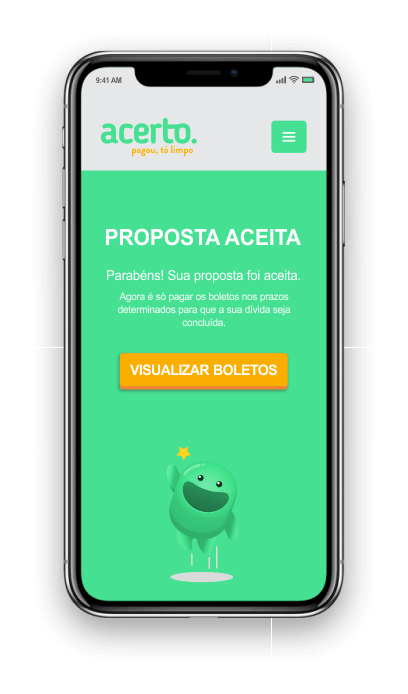 9:41 AM
acerto.
pagou, tá limpo
PROPOSTA ACEITA
Parabéns! Sua proposta foi aceita.
Agora é só pagar os boletos nos prazos
determinados para que a sua dívida seja
concluída.
VISUALIZAR BOLETOS